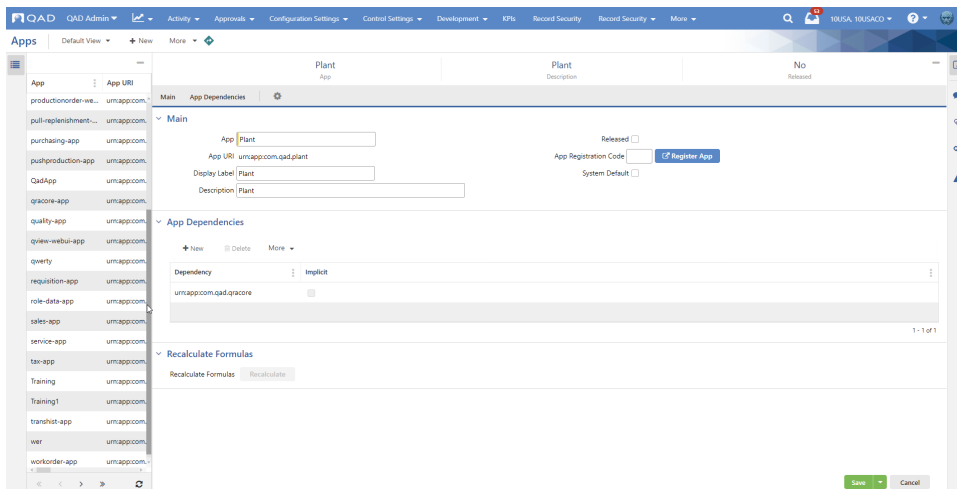 QAD QAD Admin Activity Approvals Configuration Settings Control Settings Development KPIs Record Security Record Security More 53 10USA, 10USACO
Apps Default View + New More
Plant Plant No
App Description Released
App App URI
Main App Dependencies
productionorder-we... urn:app:com.
pull-replenishment-... urn:app:com.
purchasing-app urn:app:com.
pushproduction-app urn:app:com.
QadApp urn:app:com.
qracore-app urn:app:com.
quality-app urn:app:com.
qview-webui-app urn:app:com.
qwerty urn:app:com.
requisition-app urn:app:com.
role-data-app urn:app:com.
sales-app urn:app:com.
service-app urn:app:com.
tax-app urn:app:com.
Training urn:app:com.
Training1 urn:app:com.
transhist-app urn:app:com.
wer urn:app:com.
workorder-app urn:app:com.
Main
App Plant Released
App URI urn:app:com.qad.plant App Registration Code Register App
Display Label Plant System Default
Description Plant
App Dependencies
+ New Delete More
Dependency Implicit
urn:app:com.qad.qracore
1 - 1 of 1
Recalculate Formulas
Recalculate Formulas Recalculate
Save Cancel